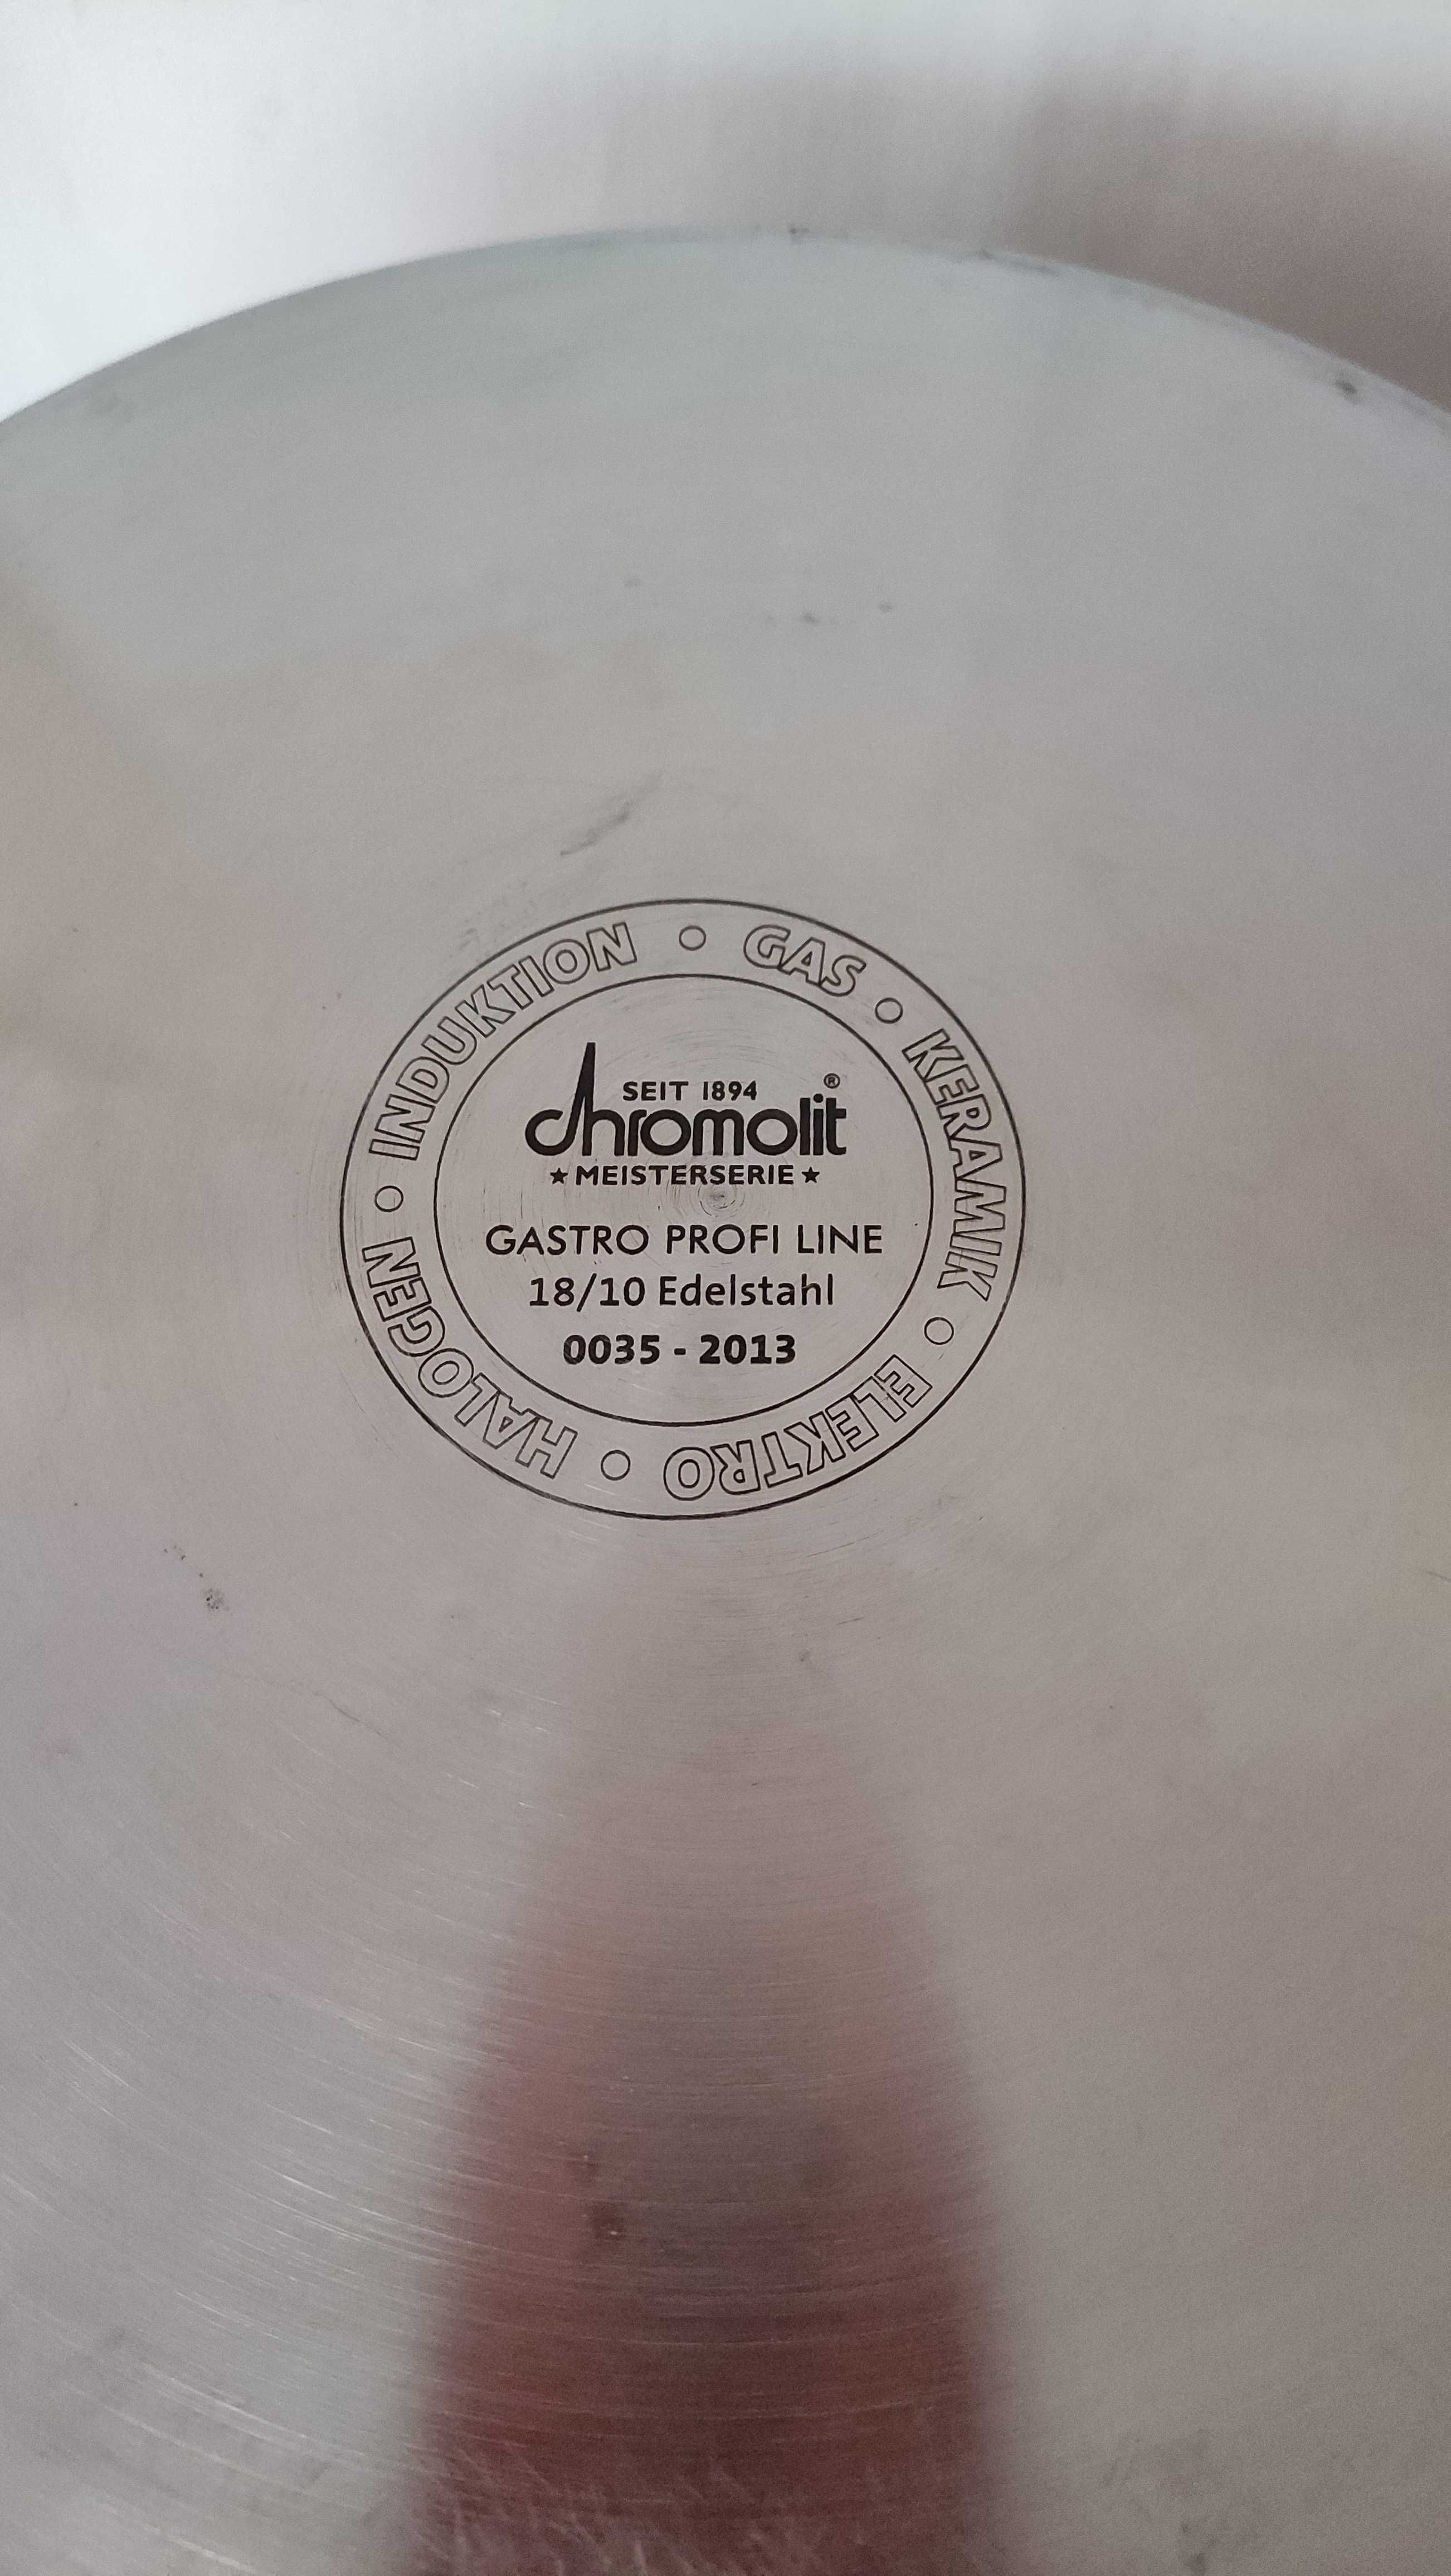 INDUKTION • GAS • KERAMIK • ELEKTRO • HALOGEN •
SEIT 1894
chromolit®
★MEISTERSERIE★
GASTRO PROFI LINE
18/10 Edelstahl
0035 - 2013